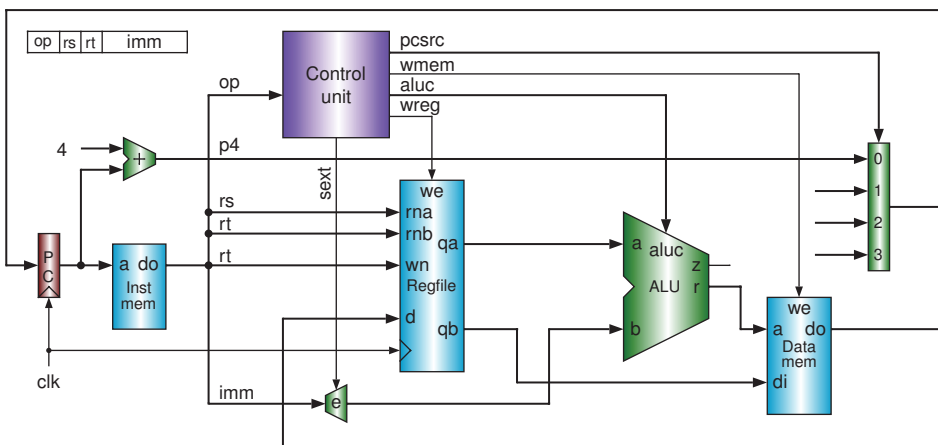 op rs rt imm
Control
unit
pcsrc
wmem
aluc
wreg
op
4
+
p4
sext
0
1
2
3
rs
rt
rt
we
rna
rnb
wn
Regfile
d
qa
qb
P
C
a do
Inst
mem
a
aluc
z
r
ALU
b
we
a do
Data
mem
di
clk
imm
e